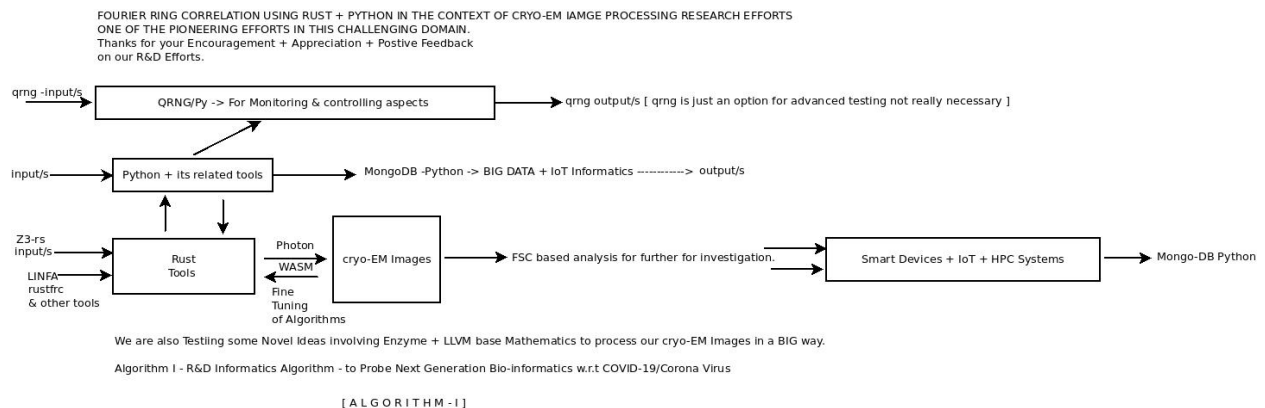 FOURIER RING CORRELATION USING RUST + PYTHON IN THE CONTEXT OF CRYO-EM IAMGE PROCESSING RESEARCH EFFORTS
ONE OF THE PIONEERING EFFORTS IN THIS CHALLENGING DOMAIN.
Thanks for your Encouragement + Appreciation + Postive Feedback
on our R&D Efforts.
qrng -input/s
QRNG/Py -> For Monitoring & controlling aspects
qrng output/s [ qrng is just an option for advanced testing not really necessary ]
input/s
Python + its related tools
MongoDB -Python -> BIG DATA + IoT Informatics ------------> output/s
Z3-rs
input/s
LINFA
rustfrc
& other tools
Rust
Tools
Photon
WASM
Fine
Tuning
of Algorithms
cryo-EM Images
FSC based analysis for further for investigation.
Smart Devices + IoT + HPC Systems
Mongo-DB Python
We are also Testiing some Novel Ideas involving Enzyme + LLVM base Mathematics to process our cryo-EM Images in a BIG way.
Algorithm I - R&D Informatics Algorithm - to Probe Next Generation Bio-informatics w.r.t COVID-19/Corona Virus
[ A L G O R I T H M - I ]